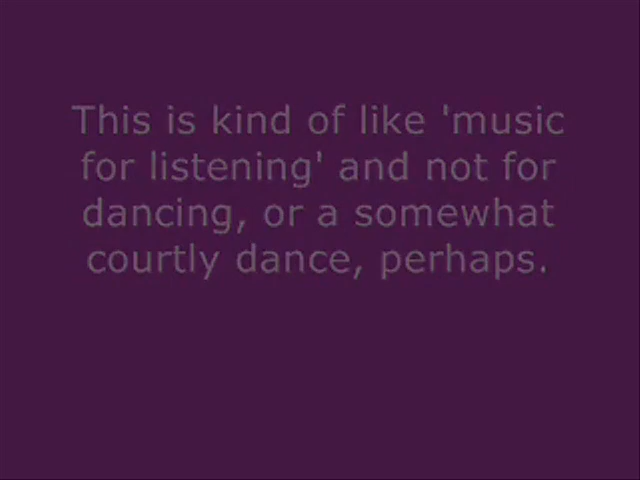 This is kind of like 'music
for listening' and not for
dancing, or a somewhat
courtly dance, perhaps.